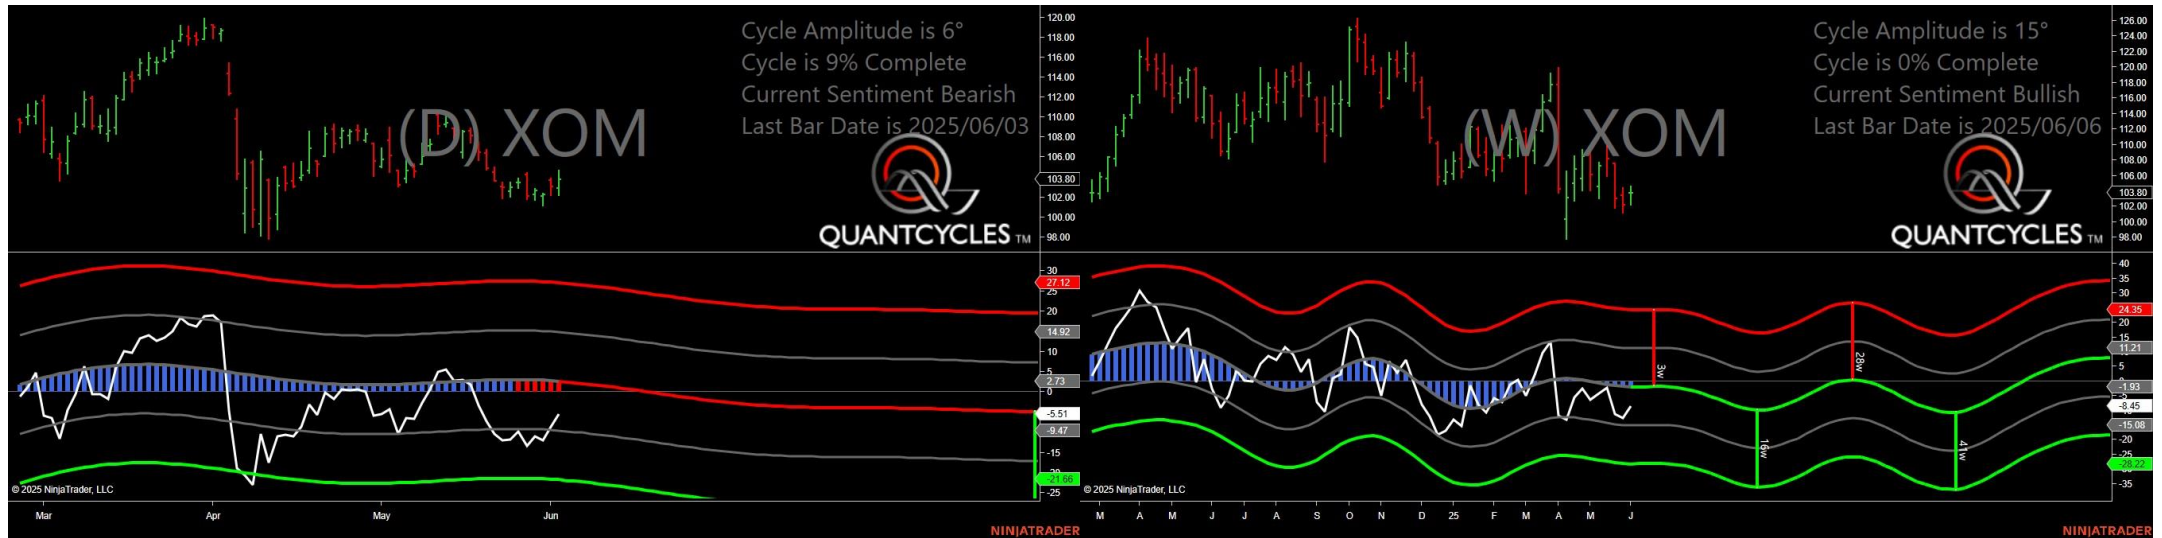 Cycle Amplitude is 6°
Cycle is 9% Complete
Current Sentiment Bearish
Last Bar Date is 2025/06/03
(D) XOM
QUANTCYCLES TM
120.00
118.00
116.00
114.00
112.00
110.00
108.00
106.00
103.80
102.00
100.00
98.00
30
27.12
25
20
14.92
10
5
2.73
0
-5.51
-9.47
-15
-21.66
-25
© 2025 NinjaTrader, LLC
Mar Apr May Jun
NINJATRADER
Cycle Amplitude is 15°
Cycle is 0% Complete
Current Sentiment Bullish
Last Bar Date is 2025/06/06
(W) XOM
QUANTCYCLES TM
126.00
124.00
122.00
120.00
118.00
116.00
114.00
112.00
110.00
108.00
106.00
103.80
102.00
100.00
98.00
40
35
30
24.35
20
15
11.21
5
-1.93
-5
-8.45
-15.08
-20
-25
-28.22
-35
3w
16w
28w
41w
© 2025 NinjaTrader, LLC
M A M J J A S O N D 25 F M A M J
NINJATRADER